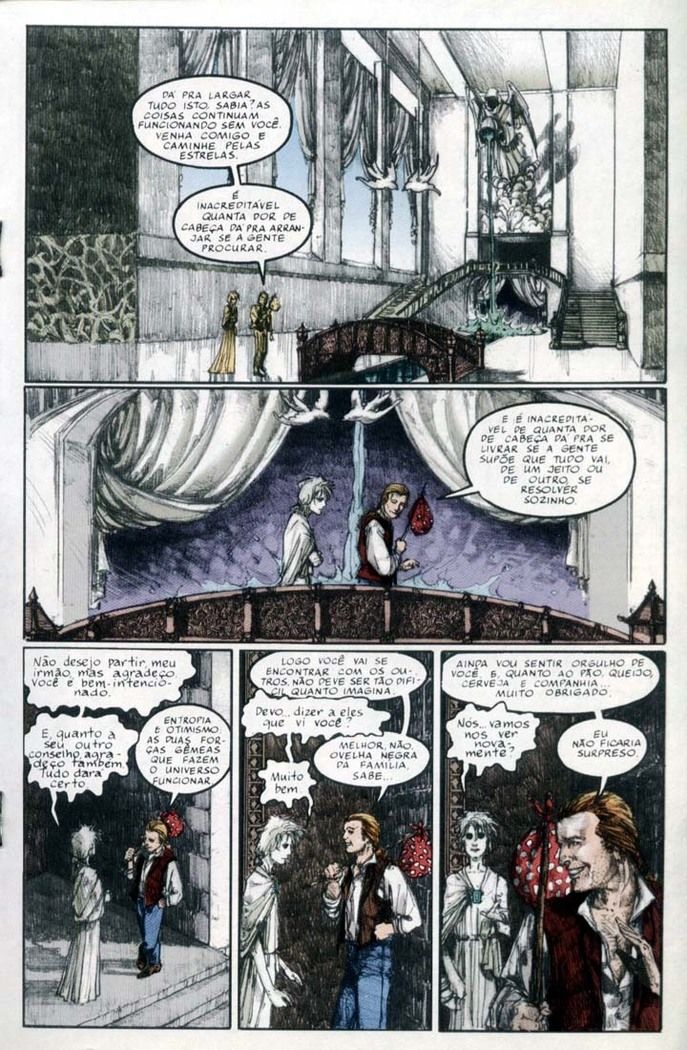 DÁ PRA LARGAR
TUDO ISTO, SABIA? AS
COISAS CONTINUAM
FUNCIONANDO SEM VOCÊ.
VENHA COMIGO E
CAMINHE PELAS
ESTRELAS.
É
INACREDITÁVEL
QUANTA DOR DE
CABEÇA DÁ PRA ARRAN-
JAR SE A GENTE
PROCURAR.
E É INACREDITÁ-
VEL DE QUANTA DOR
DE CABEÇA DÁ PRA SE
LIVRAR SE A GENTE
SUPÕE QUE TUDO VAI,
DE UM JEITO OU
DE OUTRO, SE
RESOLVER
SOZINHO.
Não desejo partir, meu
irmão, mas agradeço.
Você é bem-intencio-
nado.
E, quanto a
seu outro
conselho, agra-
deço também.
Tudo dará
certo.
ENTROPIA
E OTIMISMO:
AS DUAS FOR-
ÇAS GÊMEAS
QUE FAZEM
O UNIVERSO
FUNCIONAR.
LOGO VOCÊ VAI SE
ENCONTRAR COM OS OU-
TROS. NÃO DEVE SER TÃO DIFÍ-
CIL QUANTO IMAGINA.
Devo... dizer a eles
que vi você?
MELHOR, NÃO.
OVELHA NEGRA
DA FAMÍLIA,
SABE...
Muito
bem.
AINDA VOU SENTIR ORGULHO DE
VOCÊ. E, QUANTO AO PÃO, QUEIJO,
CERVEJA E COMPANHIA...
MUITO OBRIGADO.
Nós... vamos
nos ver
nova-
mente?
EU
NÃO FICARIA
SURPRESO.